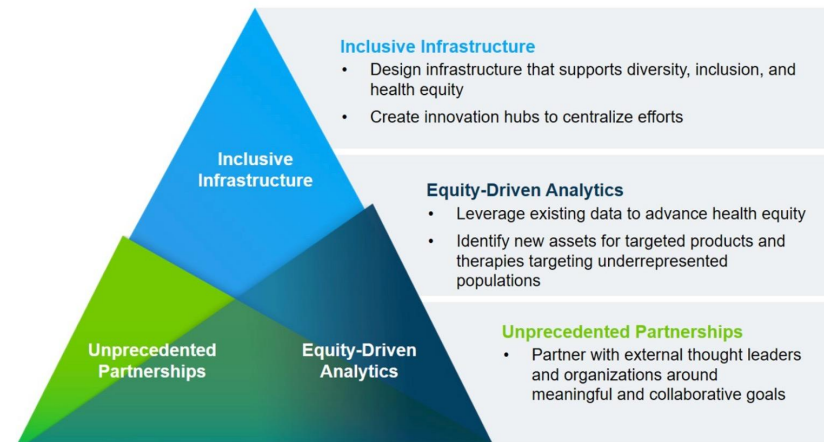 Inclusive
Infrastructure
Unprecedented
Partnerships
Equity-Driven
Analytics
Inclusive Infrastructure
• Design infrastructure that supports diversity, inclusion, and
health equity
• Create innovation hubs to centralize efforts
Equity-Driven Analytics
• Leverage existing data to advance health equity
• Identify new assets for targeted products and
therapies targeting underrepresented
populations
Unprecedented Partnerships
• Partner with external thought leaders
and organizations around
meaningful and collaborative goals